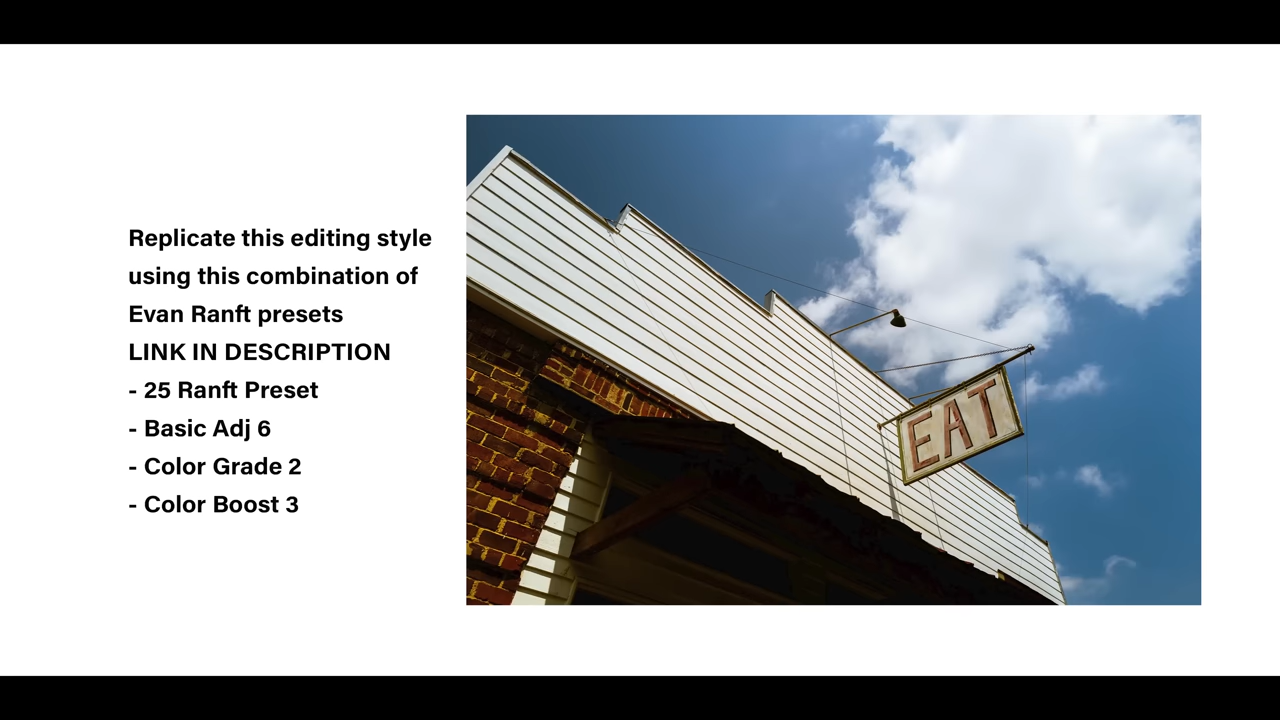 Replicate this editing style
using this combination of
Evan Ranft presets
LINK IN DESCRIPTION
- 25 Ranft Preset
- Basic Adj 6
- Color Grade 2
- Color Boost 3
EAT